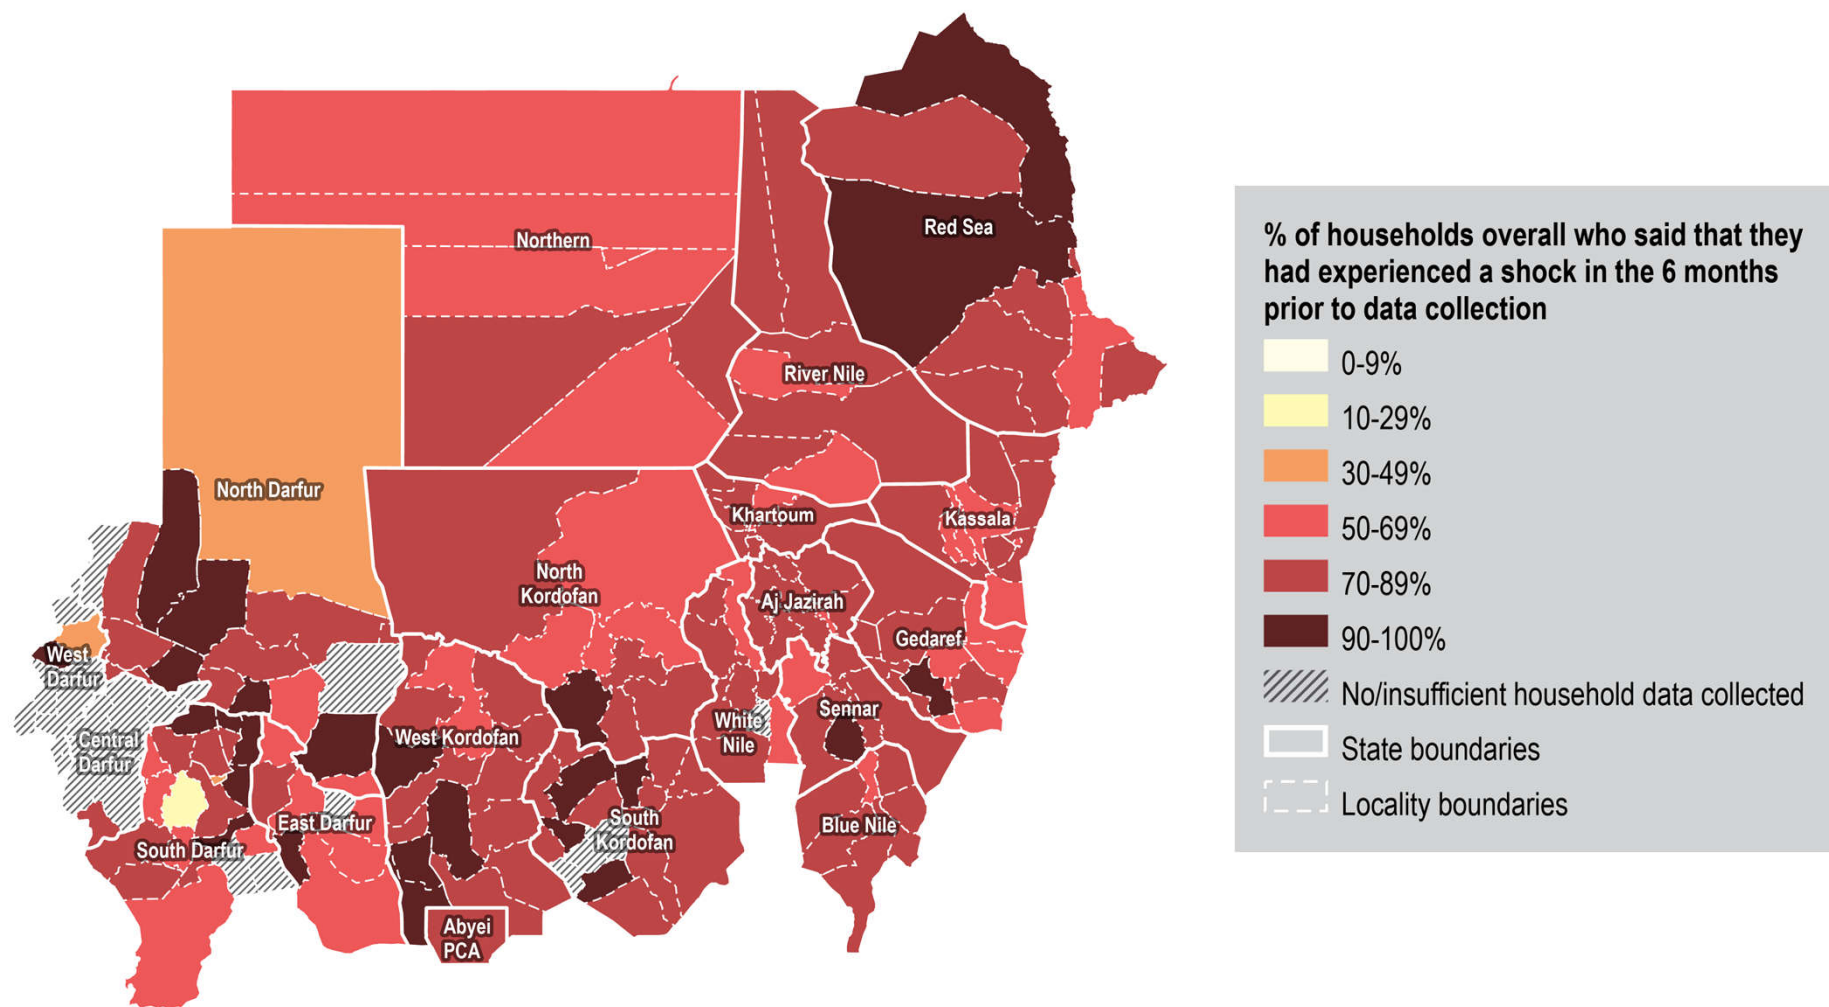 Red Sea
Northern
River Nile
North Darfur
Khartoum
Kassala
North
Kordofan
Aj Jazirah
Gedaref
West
Darfur
Sennar
White
Nile
West Kordofan
Central
Darfur
East Darfur
South
Kordofan
Blue Nile
South Darfur
Abyei
PCA
% of households overall who said that they
had experienced a shock in the 6 months
prior to data collection
0-9%
10-29%
30-49%
50-69%
70-89%
90-100%
No/insufficient household data collected
State boundaries
Locality boundaries